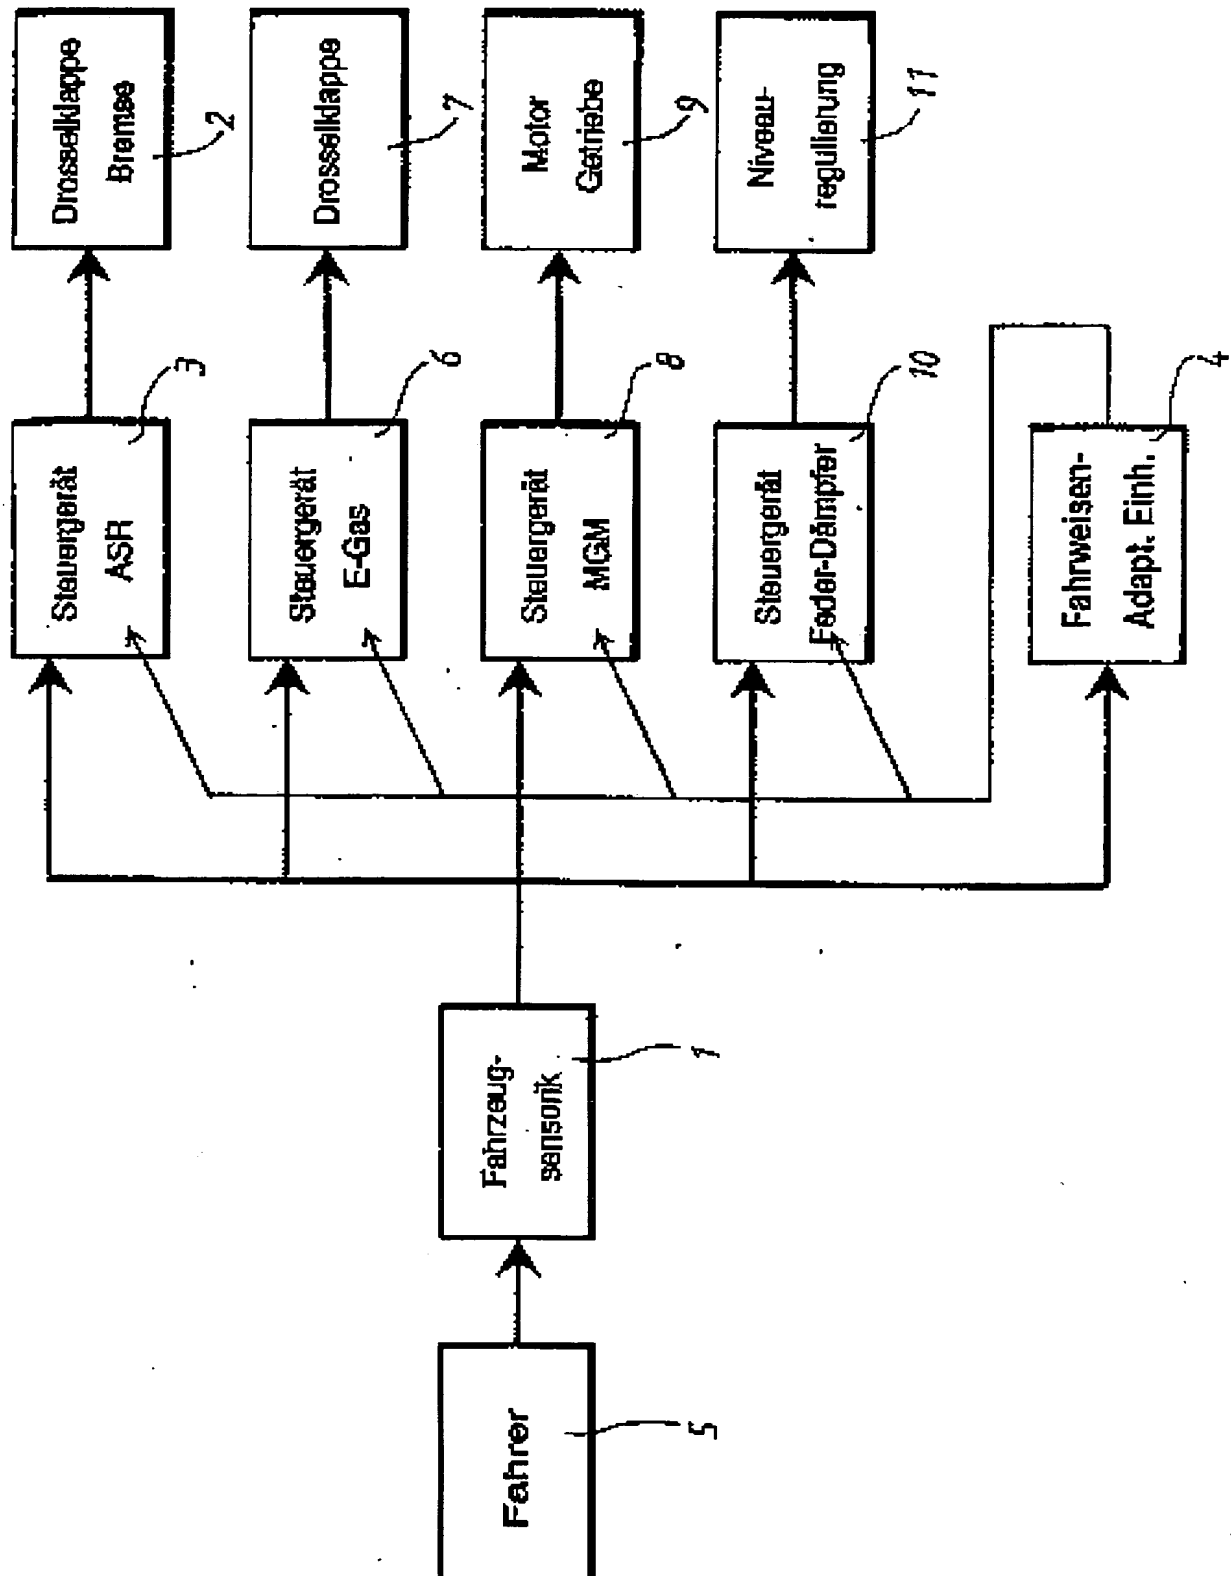 Drosselklappe
Bremse
2
Drosselklappe
7
Motor
Getriebe
9
Niveau-
regulierung
11
Steuergerät
ASR
3
Steuergerät
E-Gas
6
Steuergerät
MGM
8
Steuergerät
Feder-Dämpfer
10
Fahrweisen-
Adapt. Einh.
4
Fahrzeug-
sensorik
1
Fahrer
5